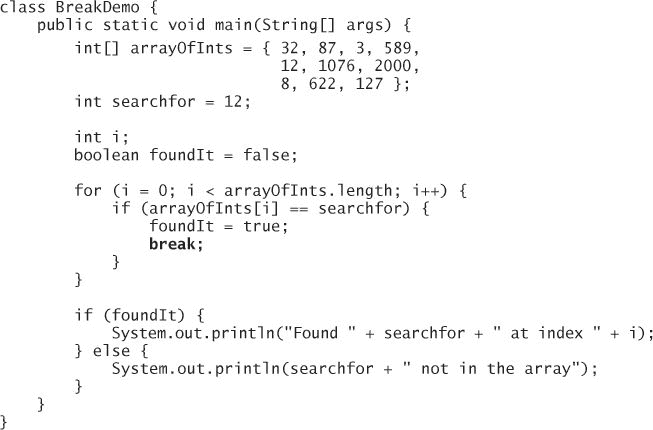 class BreakDemo {
    public static void main(String[] args) {
        int[] arrayOfInts = { 32, 87, 3, 589,
                              12, 1076, 2000,
                              8, 622, 127 };
        int searchfor = 12;

        int i;
        boolean foundIt = false;

        for (i = 0; i < arrayOfInts.length; i++) {
            if (arrayOfInts[i] == searchfor) {
                foundIt = true;
                break;
            }
        }

        if (foundIt) {
            System.out.println("Found " + searchfor + " at index " + i);
        } else {
            System.out.println(searchfor + " not in the array");
        }
    }
}